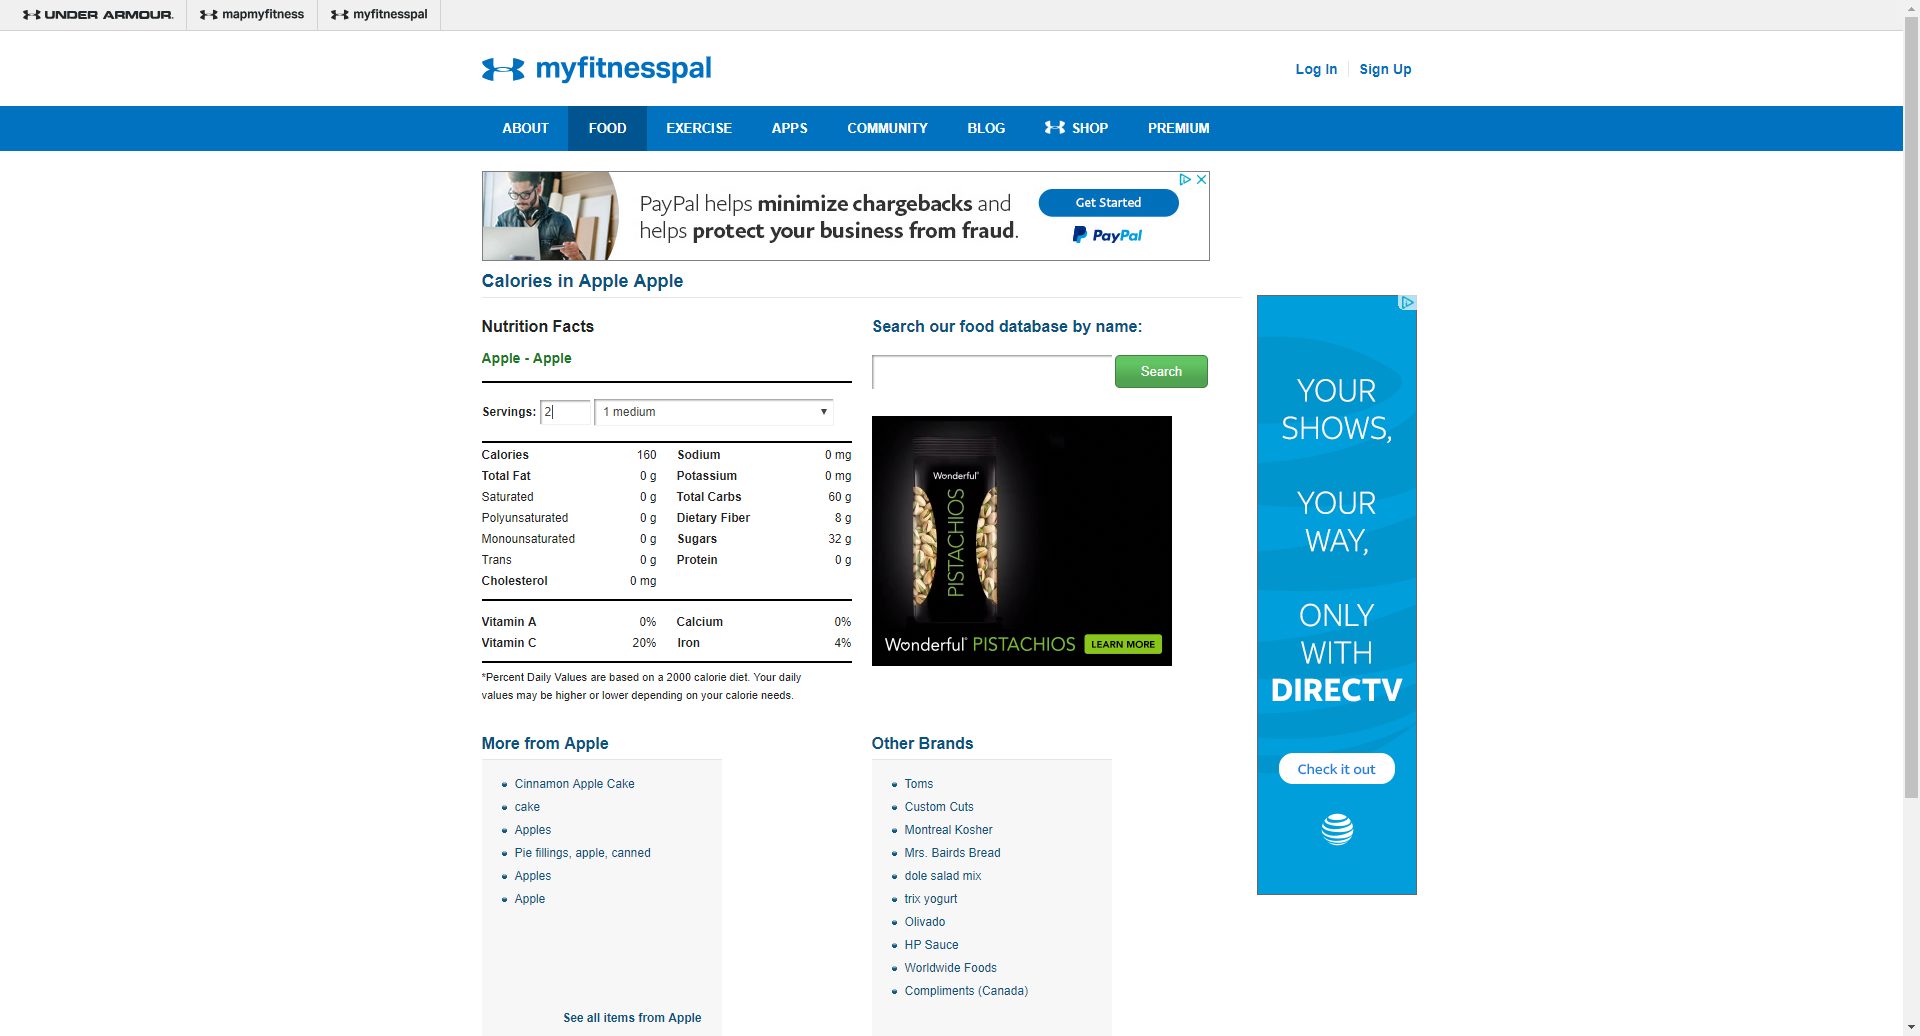 UNDER ARMOUR.
mapmyfitness
myfitnesspal
myfitnesspal
Log In
Sign Up
ABOUT
FOOD
EXERCISE
APPS
COMMUNITY
BLOG
SHOP
PREMIUM
PayPal helps minimize chargebacks and
helps protect your business from fraud.
Get Started
PayPal
Calories in Apple Apple
Nutrition Facts
Apple - Apple
Servings: 2 1 medium
Calories 160 Sodium 0 mg
Total Fat 0 g Potassium 0 mg
Saturated 0 g Total Carbs 60 g
Polyunsaturated 0 g Dietary Fiber 8 g
Monounsaturated 0 g Sugars 32 g
Trans 0 g Protein 0 g
Cholesterol 0 mg
Vitamin A 0% Calcium 0%
Vitamin C 20% Iron 4%
*Percent Daily Values are based on a 2000 calorie diet. Your daily
values may be higher or lower depending on your calorie needs.
Search our food database by name:
Search
Wonderful
PISTACHIOS
Wonderful PISTACHIOS LEARN MORE
YOUR
SHOWS,
YOUR
WAY,
ONLY
WITH
DIRECTV
Check it out
More from Apple
Cinnamon Apple Cake
cake
Apples
Pie fillings, apple, canned
Apples
Apple
See all items from Apple
Other Brands
Toms
Custom Cuts
Montreal Kosher
Mrs. Bairds Bread
dole salad mix
trix yogurt
Olivado
HP Sauce
Worldwide Foods
Compliments (Canada)